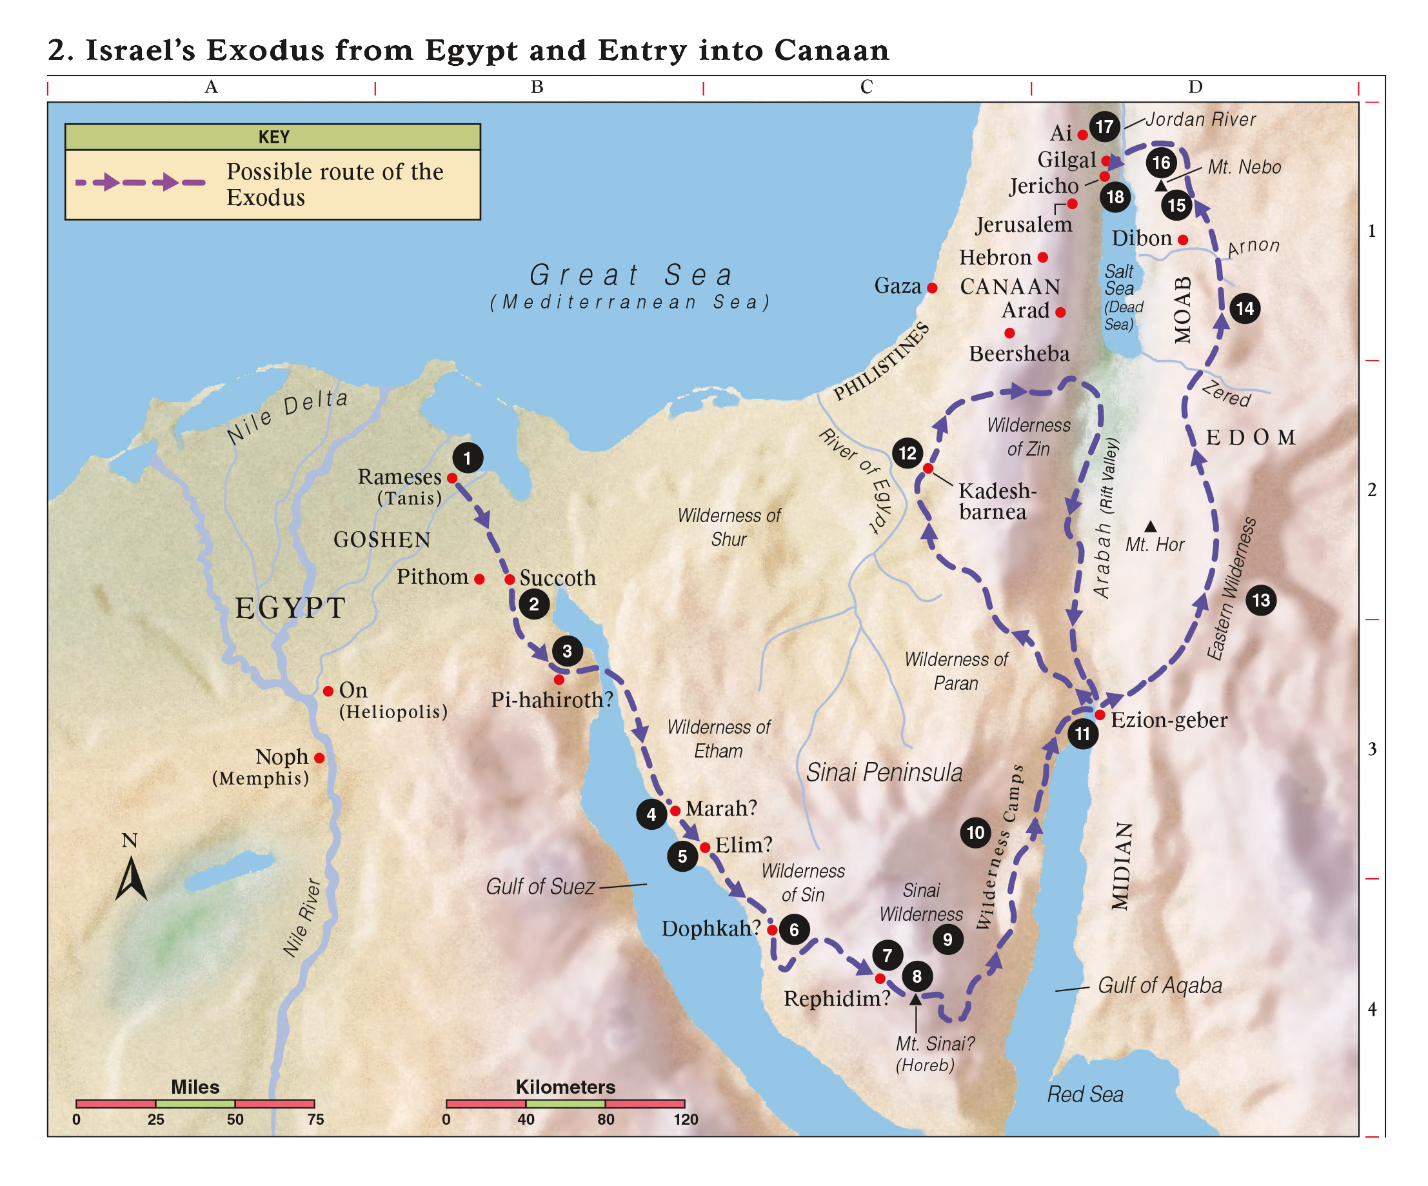 2. Israel's Exodus from Egypt and Entry into Canaan
A
B
C
D
KEY
Possible route of the
Exodus
Jordan River
Ai
17
Gilgal
16
Mt. Nebo
Jericho
18
15
Jerusalem
Dibon
1
Arnon
Hebron
Great Sea
(Mediterranean Sea)
Gaza
CANAAN
Salt
Sea
(Dead
Sea)
MOAB
14
Arad
Beersheba
PHILISTINES
Nile Delta
Zered
EDOM
Wilderness
of Zin
River of Egypt
12
1
Rameses
(Tanis)
Kadesh-
barnea
2
Arabah (Rift Valley)
Wilderness of
Shur
GOSHEN
Mt. Hor
Eastern Wilderness
Pithom
Succoth
2
EGYPT
13
3
Wilderness of
Paran
On
(Heliopolis)
Pi-hahiroth?
Ezion-geber
11
Wilderness of
Etham
Noph
(Memphis)
3
Sinai Peninsula
4
Marah?
10
Wilderness Camps
N
5
Elim?
Wilderness
of Sin
MIDIAN
Gulf of Suez
Sinai
Wilderness
Nile River
Dophkah?
6
9
7
8
Rephidim?
Gulf of Aqaba
4
Mt. Sinai?
(Horeb)
Miles
0
25
50
75
Kilometers
0
40
80
120
Red Sea